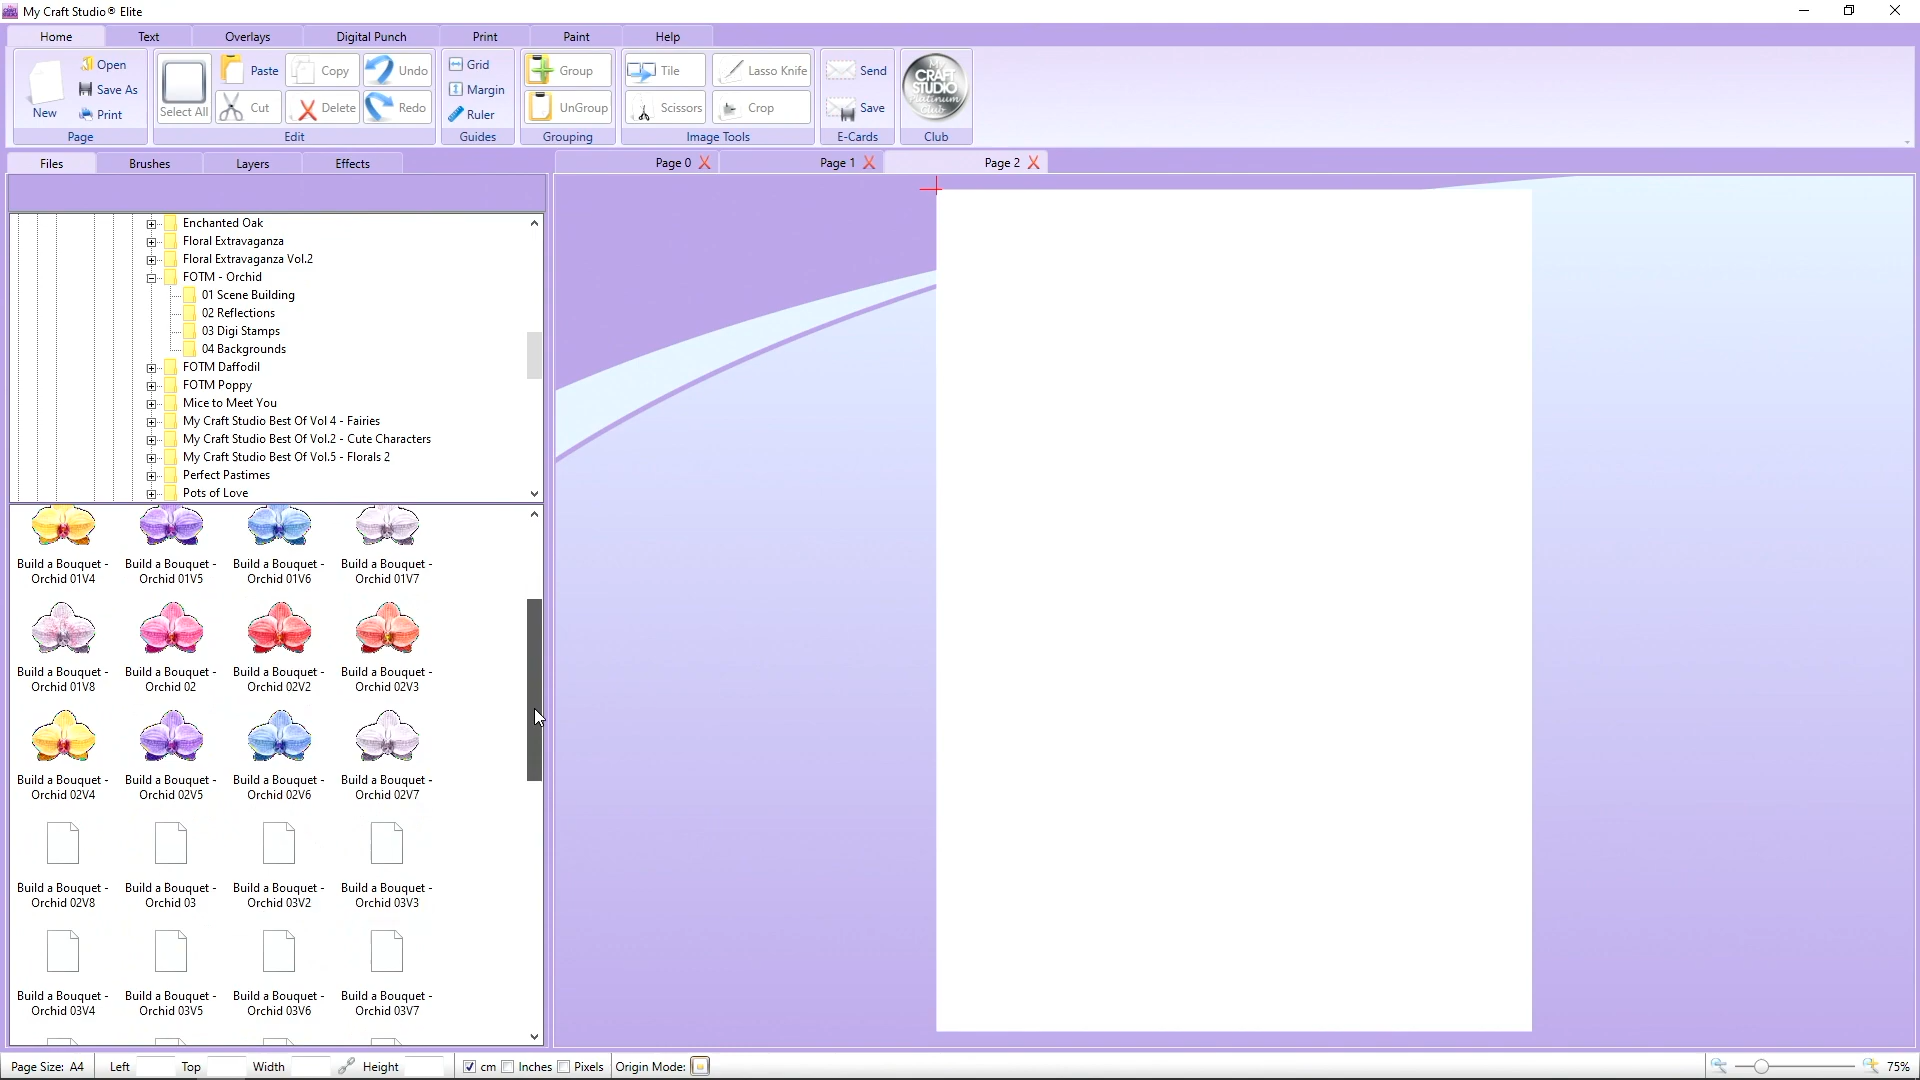 My Craft Studio® Elite
Home Text Overlays Digital Punch Print Paint Help
New Open Save As Print Page
Select All Paste Cut Copy Delete Undo Redo Edit
Grid Margin Ruler Guides
Group UnGroup Grouping
Tile Scissors Lasso Knife Crop Image Tools
Send Save E-Cards
My CRAFT STUDIO Platinum Club Club
Files Brushes Layers Effects
Page 0 Page 1 Page 2
Enchanted Oak
Floral Extravaganza
Floral Extravaganza Vol.2
FOTM - Orchid
01 Scene Building
02 Reflections
03 Digi Stamps
04 Backgrounds
FOTM Daffodil
FOTM Poppy
Mice to Meet You
My Craft Studio Best Of Vol 4 - Fairies
My Craft Studio Best Of Vol.2 - Cute Characters
My Craft Studio Best Of Vol.5 - Florals 2
Perfect Pastimes
Pots of Love
Build a Bouquet - Build a Bouquet - Build a Bouquet - Build a Bouquet -
Orchid 01V4 Orchid 01V5 Orchid 01V6 Orchid 01V7
Build a Bouquet - Build a Bouquet - Build a Bouquet - Build a Bouquet -
Orchid 01V8 Orchid 02 Orchid 02V2 Orchid 02V3
Build a Bouquet - Build a Bouquet - Build a Bouquet - Build a Bouquet -
Orchid 02V4 Orchid 02V5 Orchid 02V6 Orchid 02V7
Build a Bouquet - Build a Bouquet - Build a Bouquet - Build a Bouquet -
Orchid 02V8 Orchid 03 Orchid 03V2 Orchid 03V3
Build a Bouquet - Build a Bouquet - Build a Bouquet - Build a Bouquet -
Orchid 03V4 Orchid 03V5 Orchid 03V6 Orchid 03V7
Page Size: A4 Left Top Width Height cm Inches Pixels Origin Mode: 75%